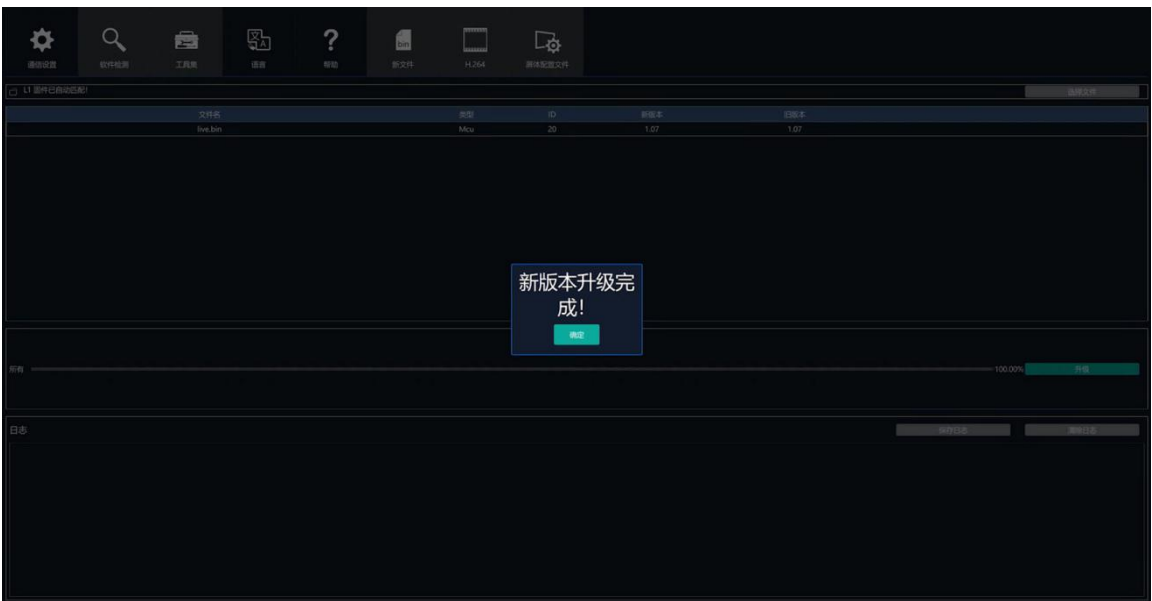 通信设置
软件检测
工具集
语言
帮助
bin
新文件
H.264
屏体配置文件
L1 固件已自动匹配!
选择文件
文件名 类型 ID 新版本 旧版本
live.bin Mcu 20 1.07 1.07
新版本升级完
成!
确定
所有 100.00% 升级
日志 保存日志 清除日志